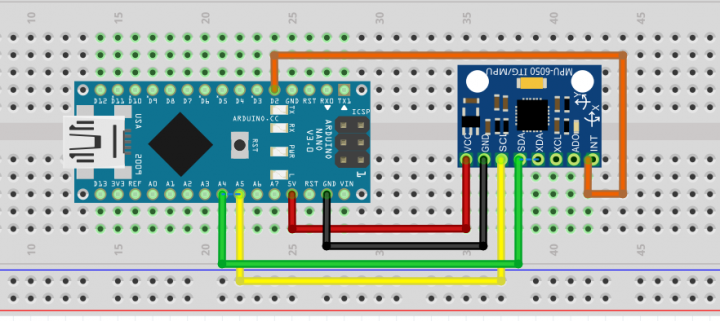 10 15 20 25 30 35 40 45
MPU-6050 ITG/MPU
D12 D11 D10 D9 D8 D7 D6 D5 D4 D3 D2 GND RST RX0 TX1
TX
RX
PWR
L
ARDUINO.CC
RST
ARDUINO
NANO
V3.0
ICSP
1
USA
2009
Y
X
VCC GND SCL SDA XDA XCL ADO INT
D13 3V3 REF A0 A1 A2 A3 A4 A5 A6 A7 5V RST GND VIN
10 15 20 25 30 35 40 45